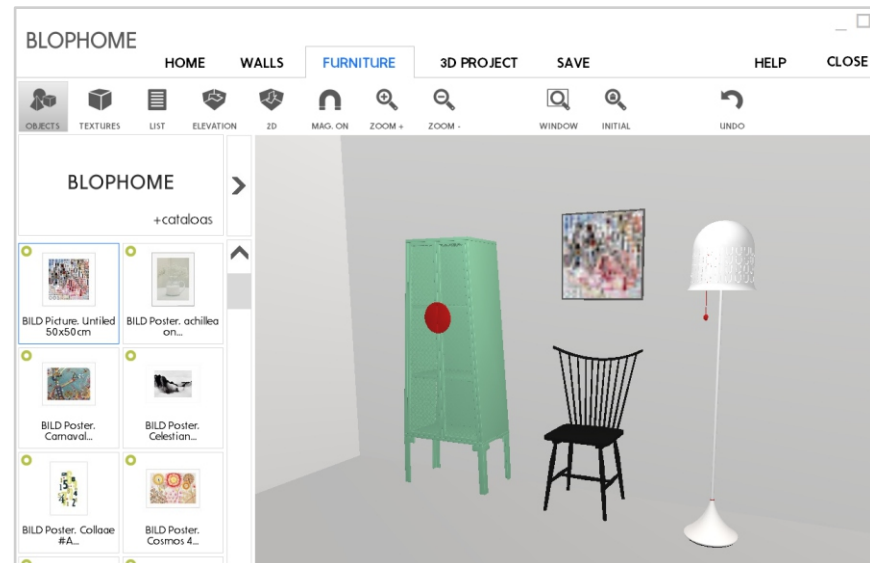 BLOPHOME
HOME WALLS FURNITURE 3D PROJECT SAVE HELP CLOSE
OBJECTS TEXTURES LIST ELEVATION 2D MAG. ON ZOOM + ZOOM - WINDOW INITIAL UNDO
BLOPHOME
+cataloas
BILD Picture. Untiled
50x50cm
BILD Poster. achillea
on...
BILD Poster.
Carnaval...
BILD Poster.
Celestian...
BILD Poster. Collage
#A...
BILD Poster.
Cosmos 4...